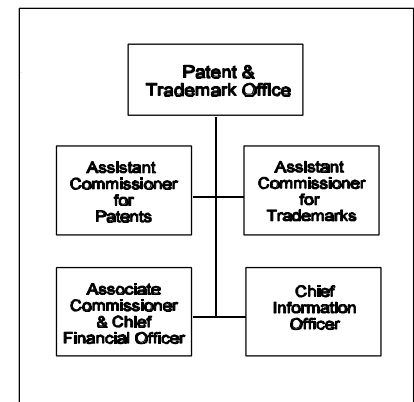 Patent &
Trademark Office
Assistant
Commissioner
for
Patents
Assistant
Commissioner
for
Trademarks
Associate
Commissioner
& Chief
Financial Officer
Chief
Information
Officer